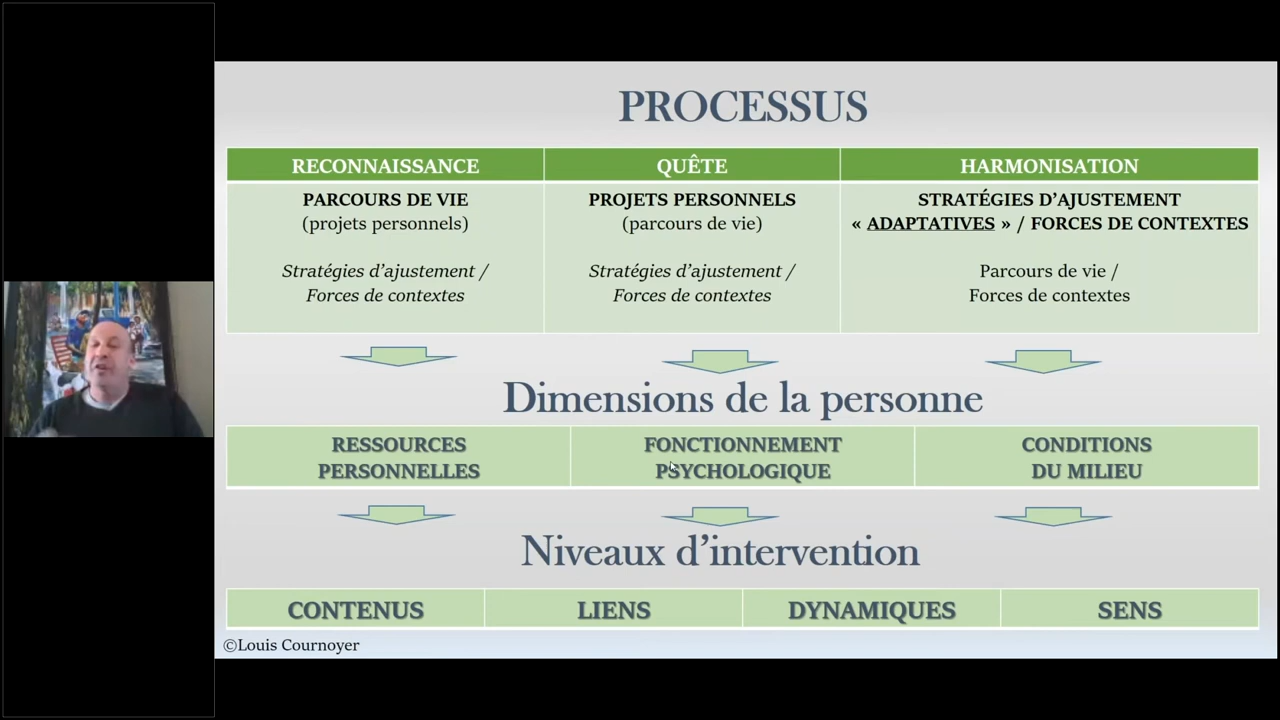 PROCESSUS
RECONNAISSANCE
QUÊTE
HARMONISATION
PARCOURS DE VIE
(projets personnels)
Stratégies d’ajustement /
Forces de contextes
PROJETS PERSONNELS
(parcours de vie)
Stratégies d’ajustement /
Forces de contextes
STRATÉGIES D’AJUSTEMENT
« ADAPTATIVES » / FORCES DE CONTEXTES
Parcours de vie /
Forces de contextes
Dimensions de la personne
RESSOURCES
PERSONNELLES
FONCTIONNEMENT
PSYCHOLOGIQUE
CONDITIONS
DU MILIEU
Niveaux d’intervention
CONTENUS
LIENS
DYNAMIQUES
SENS
©Louis Cournoyer